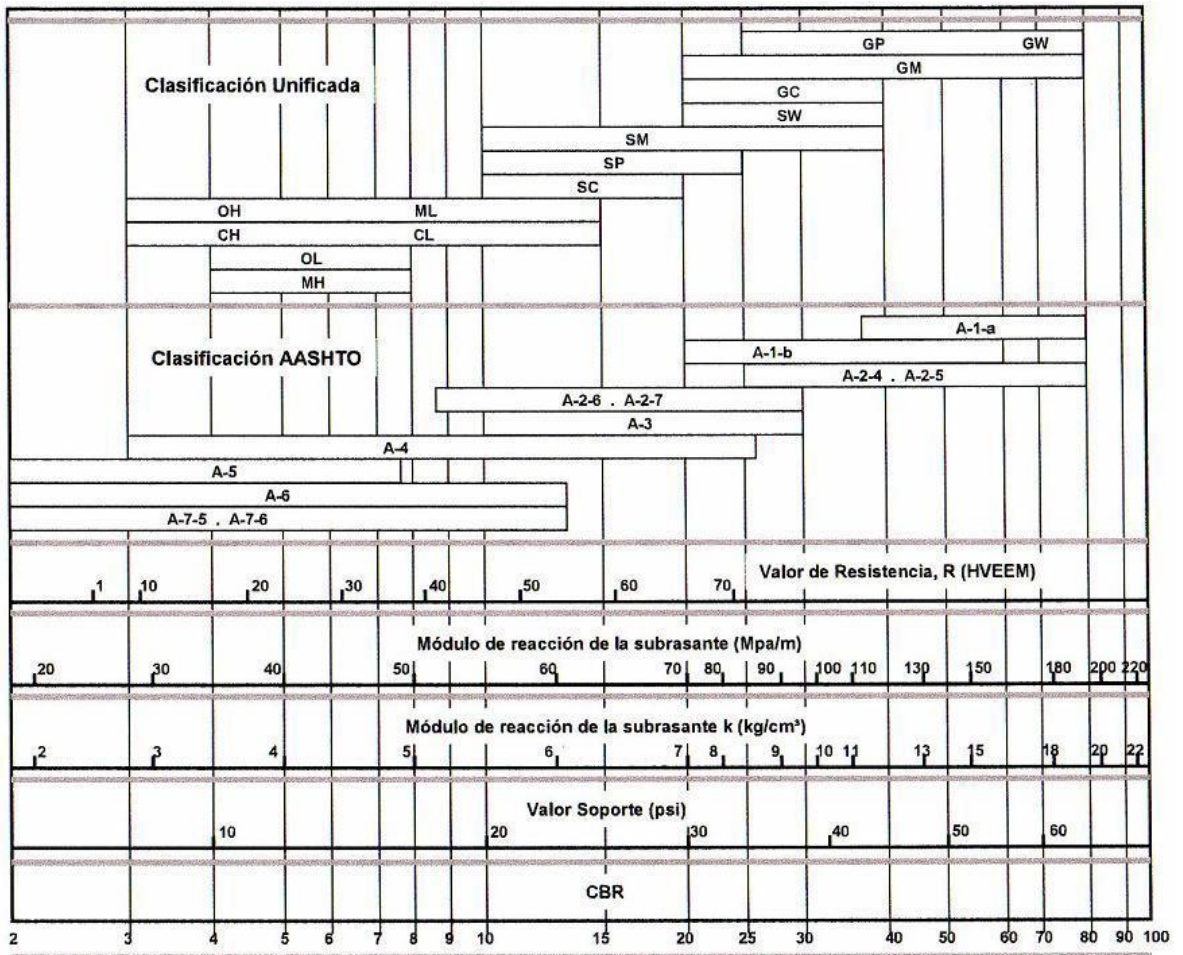 GP GW
GM
Clasificación Unificada
GC
SW
SM
SP
SC
OH ML
CH CL
OL
MH
A-1-a
Clasificación AASHTO
A-1-b
A-2-4 . A-2-5
A-2-6 . A-2-7
A-3
A-4
A-5
A-6
A-7-5 . A-7-6
Valor de Resistencia, R (HVEEM)
1 10 20 30 40 50 60 70
Módulo de reacción de la subrasante (Mpa/m)
20 30 40 50 60 70 80 90 100 110 130 150 180 200 220
Módulo de reacción de la subrasante k (kg/cm³)
2 3 4 5 6 7 8 9 10 11 13 15 18 20 22
Valor Soporte (psi)
10 20 30 40 50 60
CBR
2 3 4 5 6 7 8 9 10 15 20 25 30 40 50 60 70 80 90 100